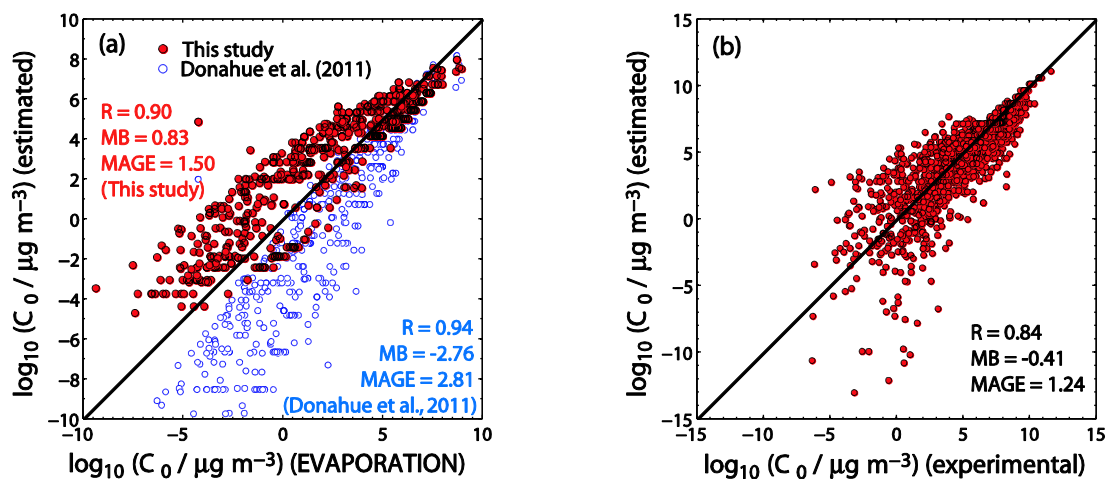 (a)
This study
Donahue et al. (2011)
R = 0.90
MB = 0.83
MAGE = 1.50
(This study)
R = 0.94
MB = -2.76
MAGE = 2.81
(Donahue et al., 2011)
10
8
6
4
2
0
−2
−4
−6
−8
−10
−10
−5
0
5
10
log₁₀ (C ₀ / μg m⁻³) (estimated)
log₁₀ (C ₀ / μg m⁻³) (EVAPORATION)
(b)
R = 0.84
MB = -0.41
MAGE = 1.24
15
10
5
0
−5
−10
−15
−15
−10
−5
0
5
10
15
log₁₀ (C ₀ / μg m⁻³) (estimated)
log₁₀ (C ₀ / μg m⁻³) (experimental)